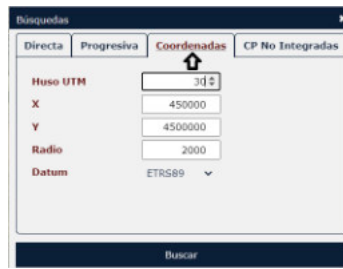 Búsquedas
Directa Progresiva Coordenadas CP No Integradas
Huso UTM 30
X 450000
Y 4500000
Radio 2000
Datum ETRS89
Buscar